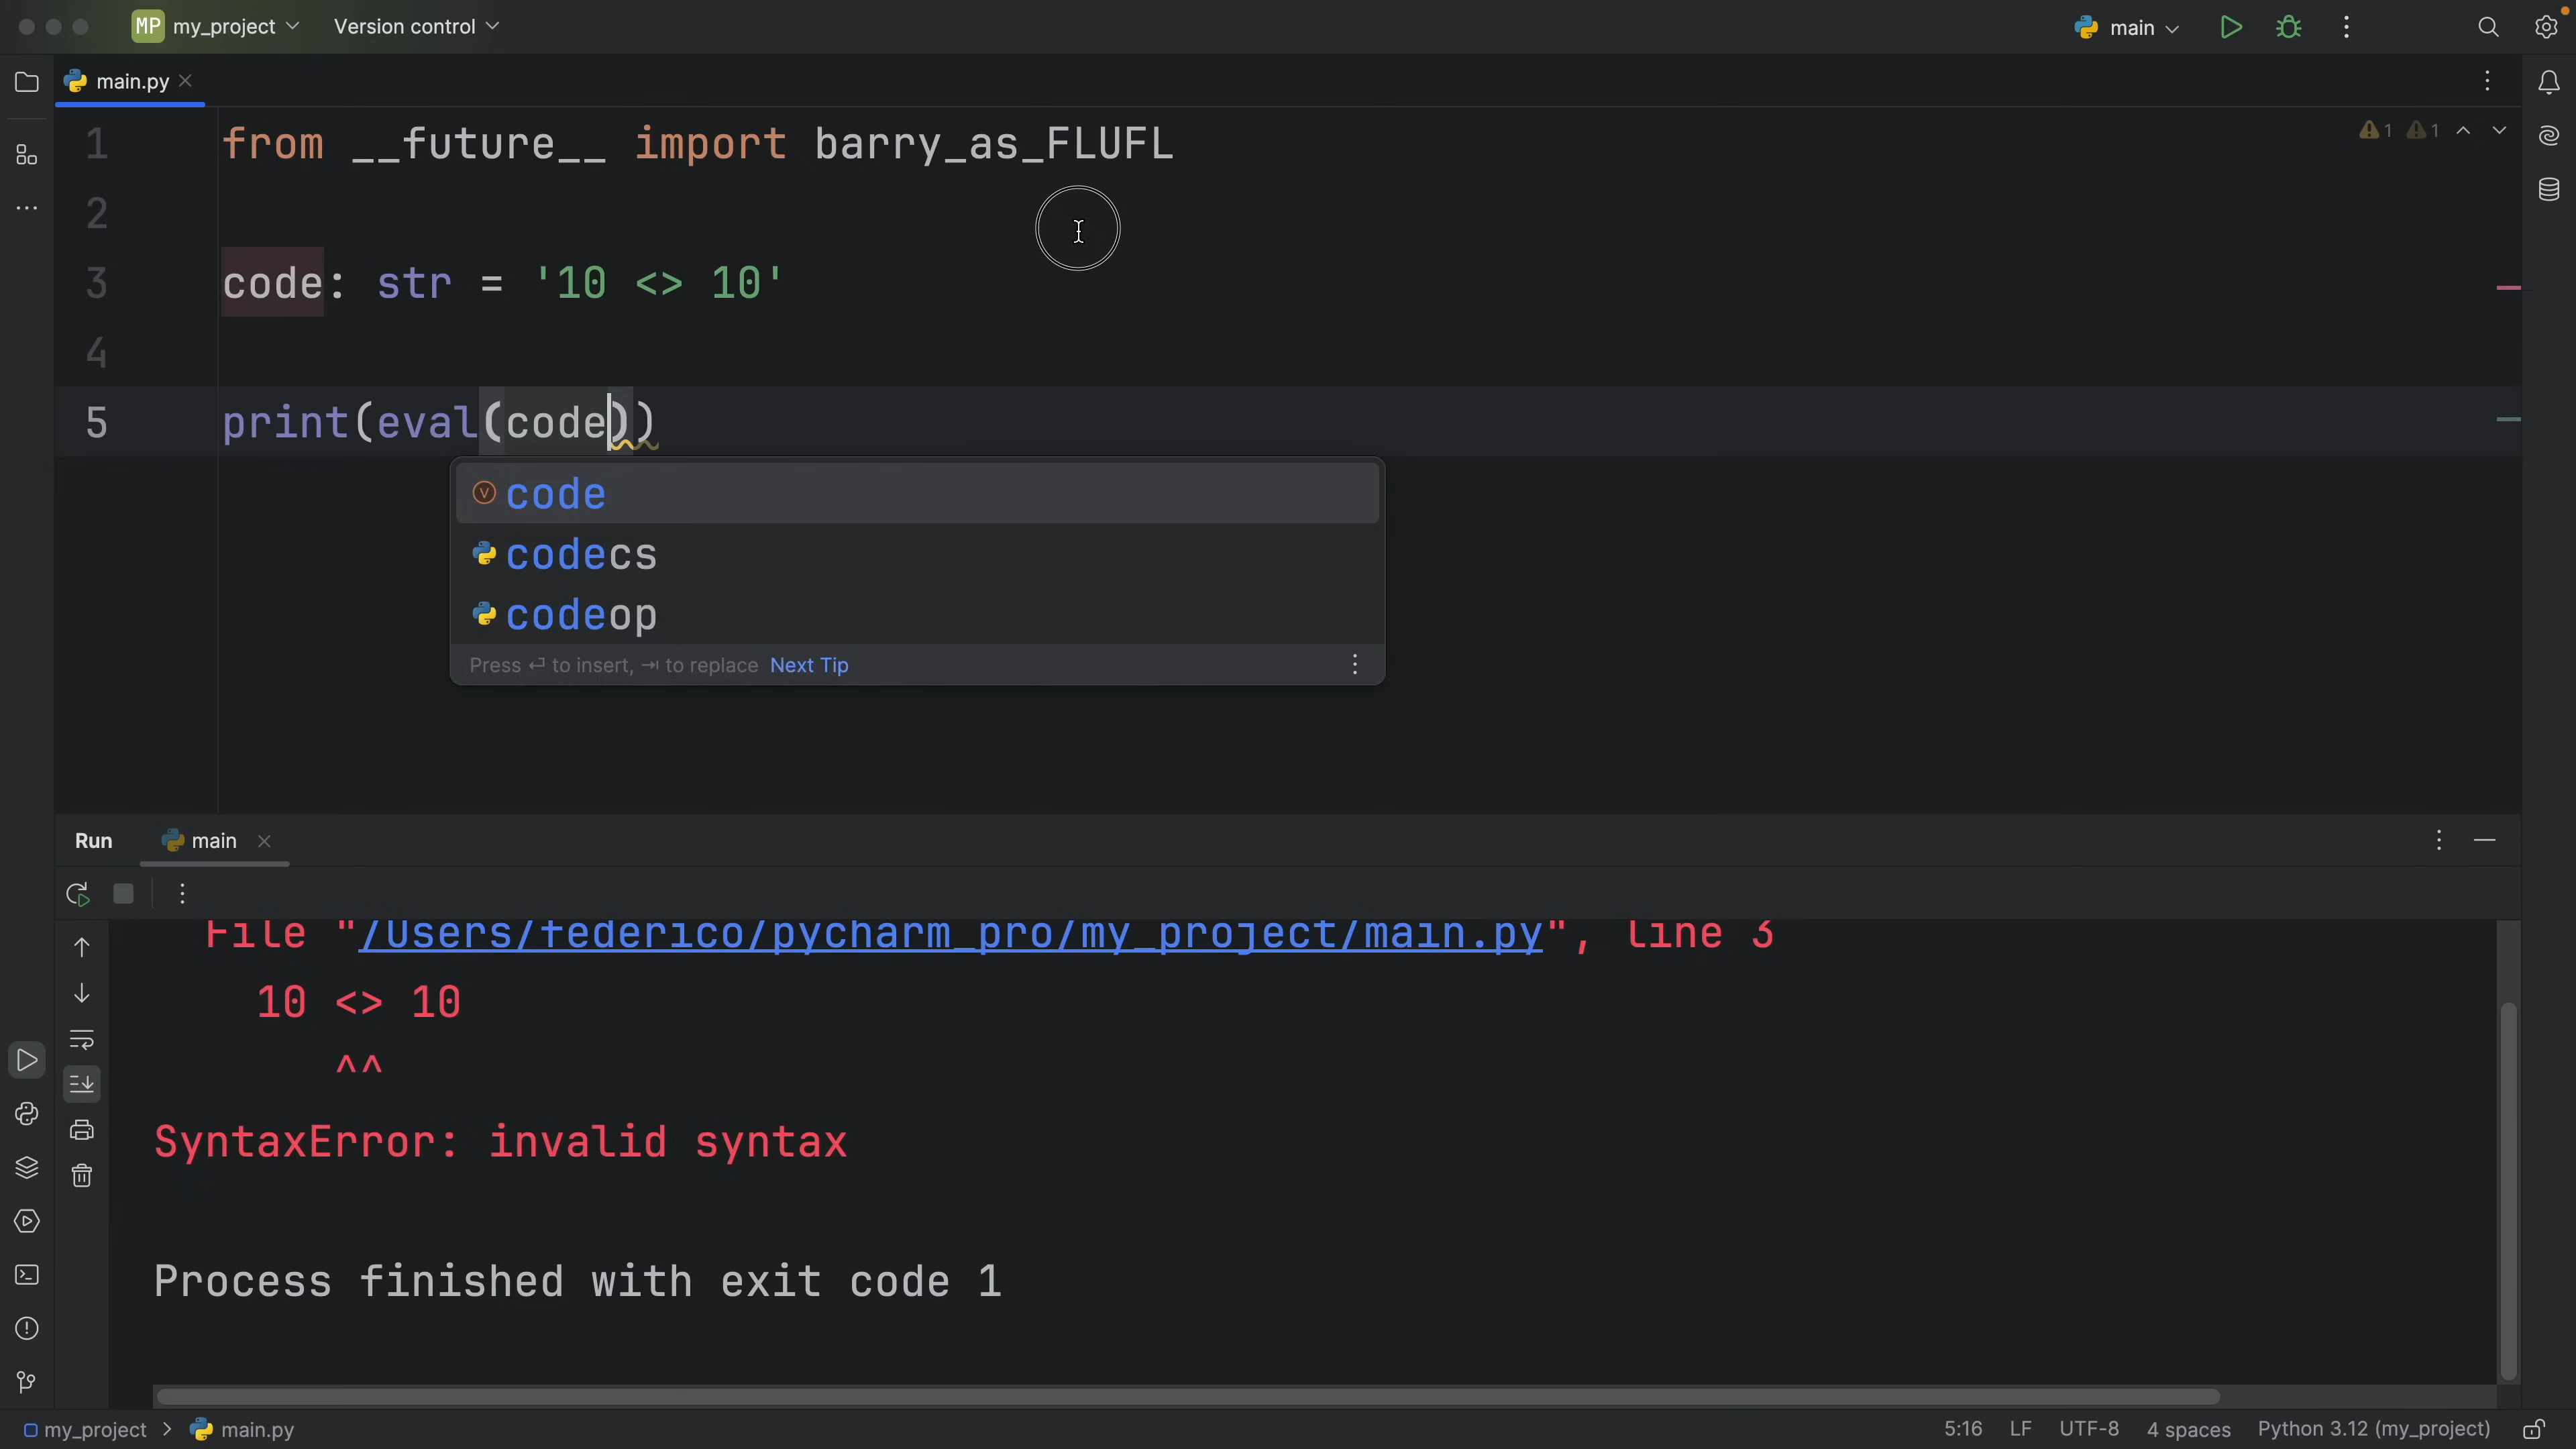 MP my_project Version control main
main.py
1 from __future__ import barry_as_FLUFL
1 1
2
3 code: str = '10 <> 10'
4
5 print(eval(code))
code
codecs
codeop
Press ⏎ to insert, ⇥ to replace Next Tip
Run main
File "/Users/federico/pycharm_pro/my_project/main.py", line 3
10 <> 10
^^
SyntaxError: invalid syntax
Process finished with exit code 1
my_project > main.py 5:16 LF UTF-8 4 spaces Python 3.12 (my_project)